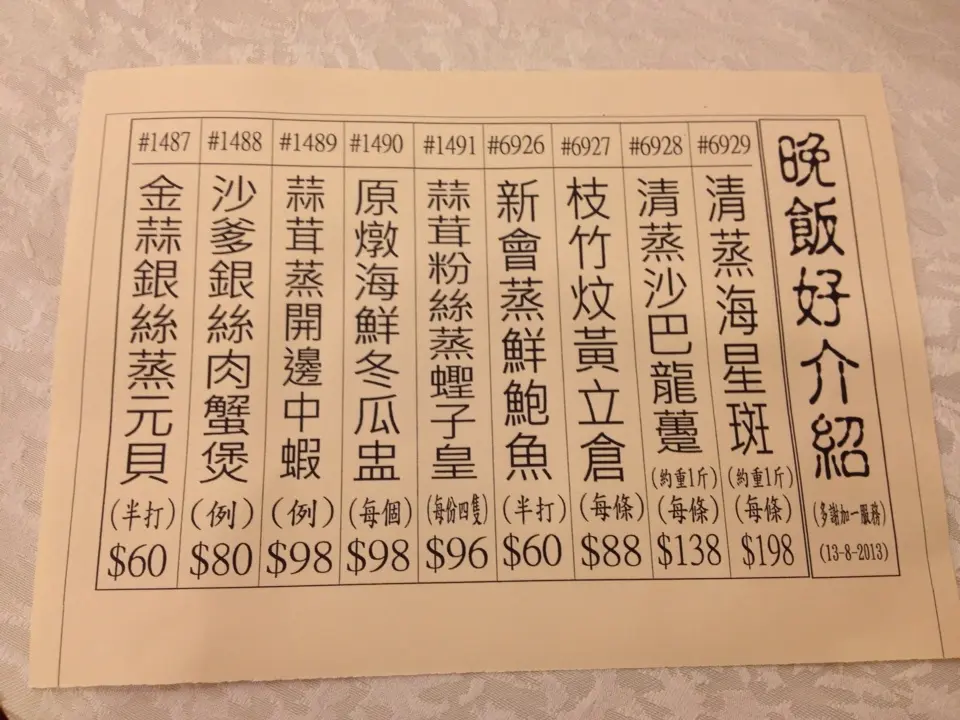 晚飯好介紹
(多謝加一服務)
(13-8-2013)
#6929
清蒸海星斑
(約重1斤)
(每條)
$198
#6928
清蒸沙巴龍躉
(約重1斤)
(每條)
$138
#6927
枝竹炆黃立倉
(每條)
$88
#6926
新會蒸鮮鮑魚
(半打)
$60
#1491
蒜茸粉絲蒸蟶子皇
(每份四隻)
$96
#1490
原燉海鮮冬瓜盅
(每個)
$98
#1489
蒜茸蒸開邊中蝦
(例)
$98
#1488
沙爹銀絲肉蟹煲
(例)
$80
#1487
金蒜銀絲蒸元貝
(半打)
$60